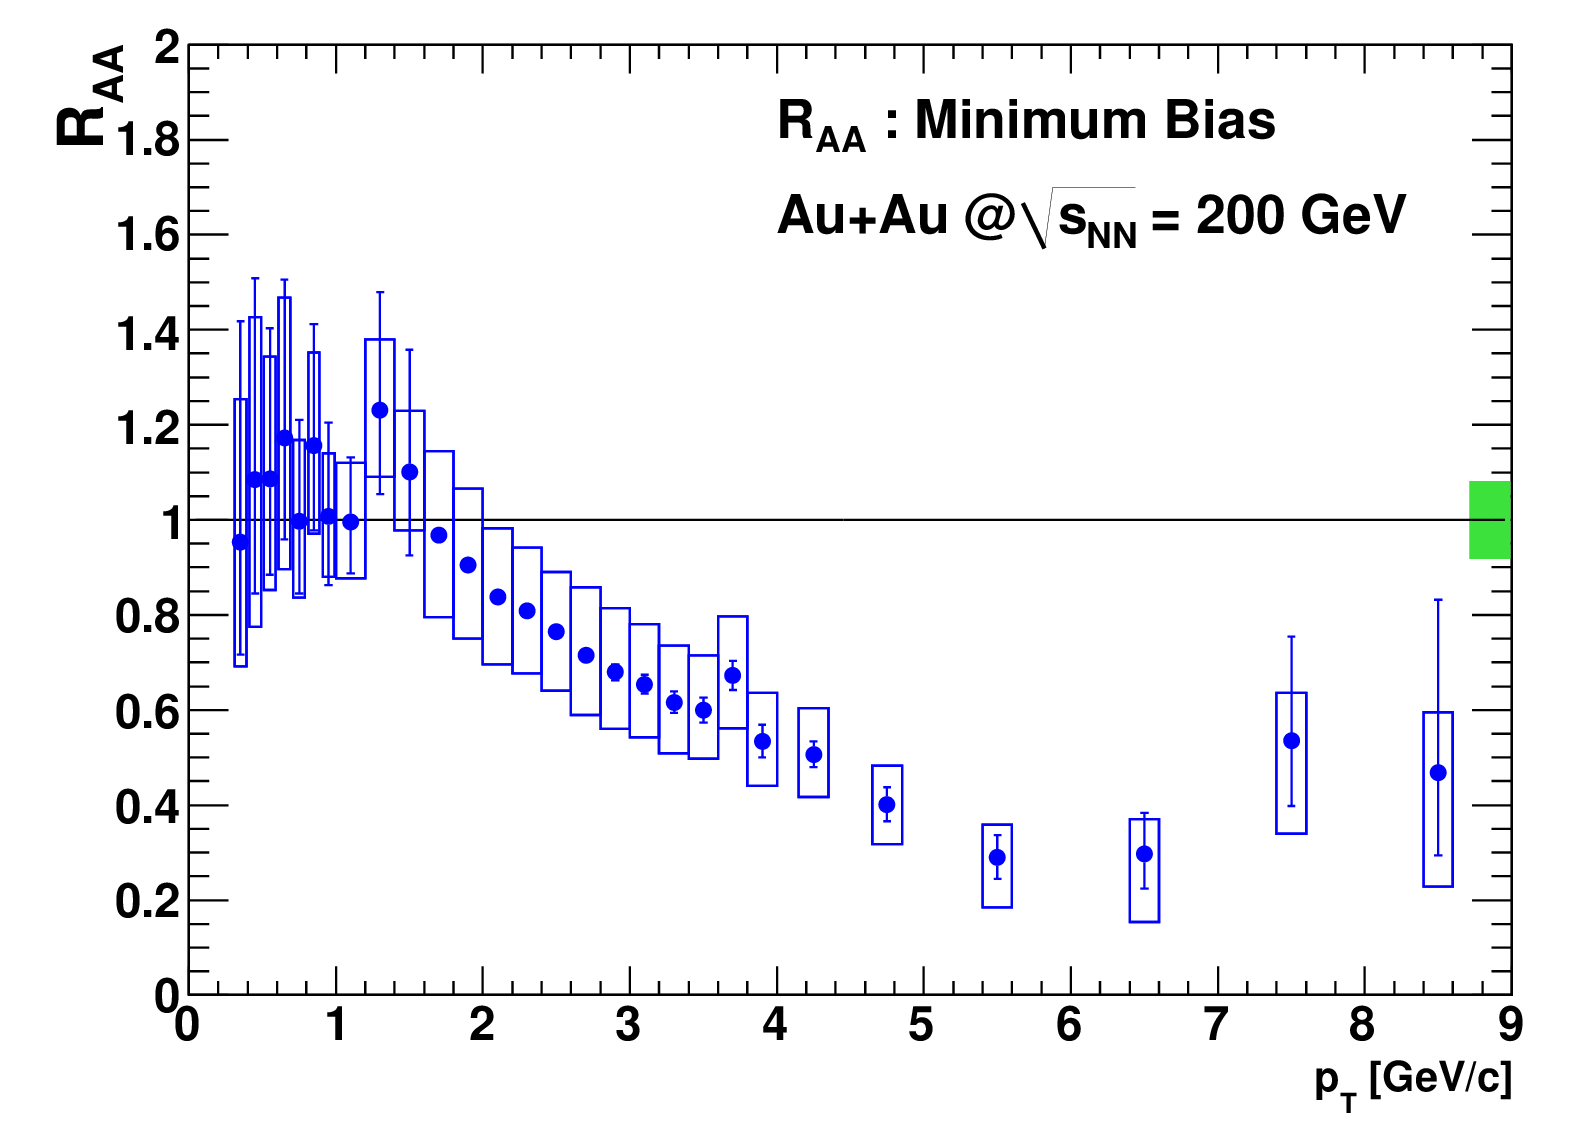 R_AA
2
1.8
1.6
1.4
1.2
1
0.8
0.6
0.4
0.2
0
R_AA : Minimum Bias
Au+Au @√s_NN = 200 GeV
0 1 2 3 4 5 6 7 8 9
p_T [GeV/c]